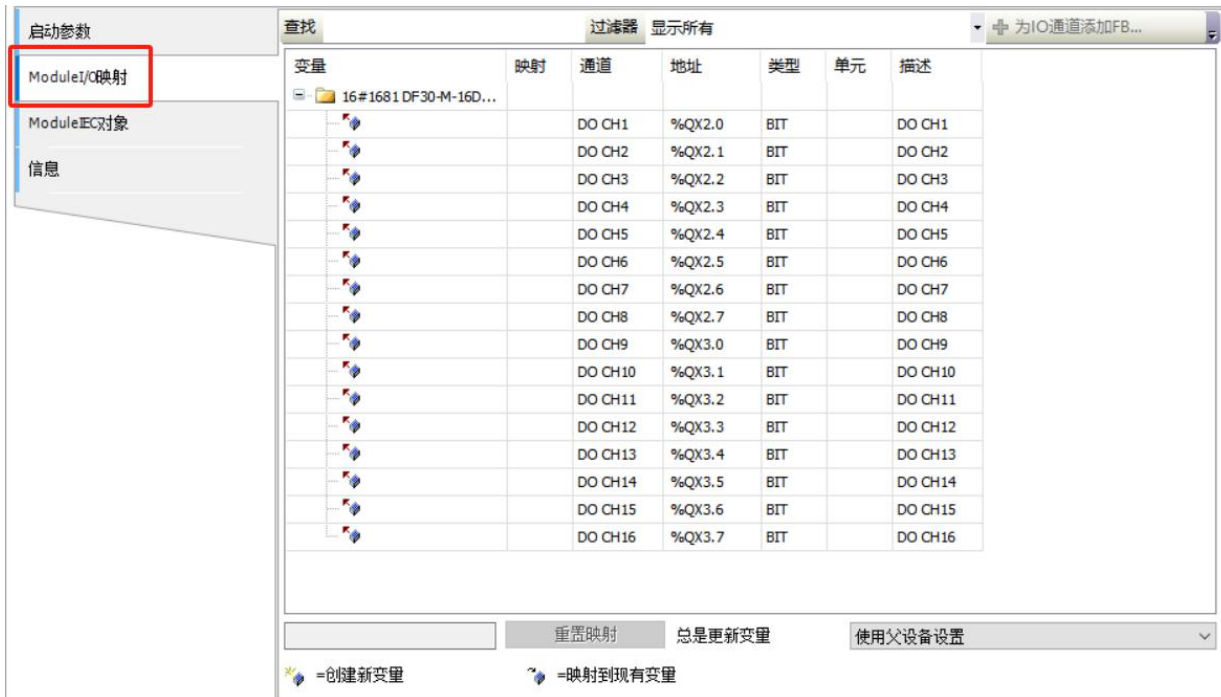 启动参数
ModuleI/O映射
ModuleIEC对象
信息
查找 过滤器 显示所有 为IO通道添加FB...
变量 映射 通道 地址 类型 单元 描述
16#1681 DF30-M-16D...
DO CH1 %QX2.0 BIT DO CH1
DO CH2 %QX2.1 BIT DO CH2
DO CH3 %QX2.2 BIT DO CH3
DO CH4 %QX2.3 BIT DO CH4
DO CH5 %QX2.4 BIT DO CH5
DO CH6 %QX2.5 BIT DO CH6
DO CH7 %QX2.6 BIT DO CH7
DO CH8 %QX2.7 BIT DO CH8
DO CH9 %QX3.0 BIT DO CH9
DO CH10 %QX3.1 BIT DO CH10
DO CH11 %QX3.2 BIT DO CH11
DO CH12 %QX3.3 BIT DO CH12
DO CH13 %QX3.4 BIT DO CH13
DO CH14 %QX3.5 BIT DO CH14
DO CH15 %QX3.6 BIT DO CH15
DO CH16 %QX3.7 BIT DO CH16
重置映射 总是更新变量 使用父设备设置
=创建新变量 =映射到现有变量